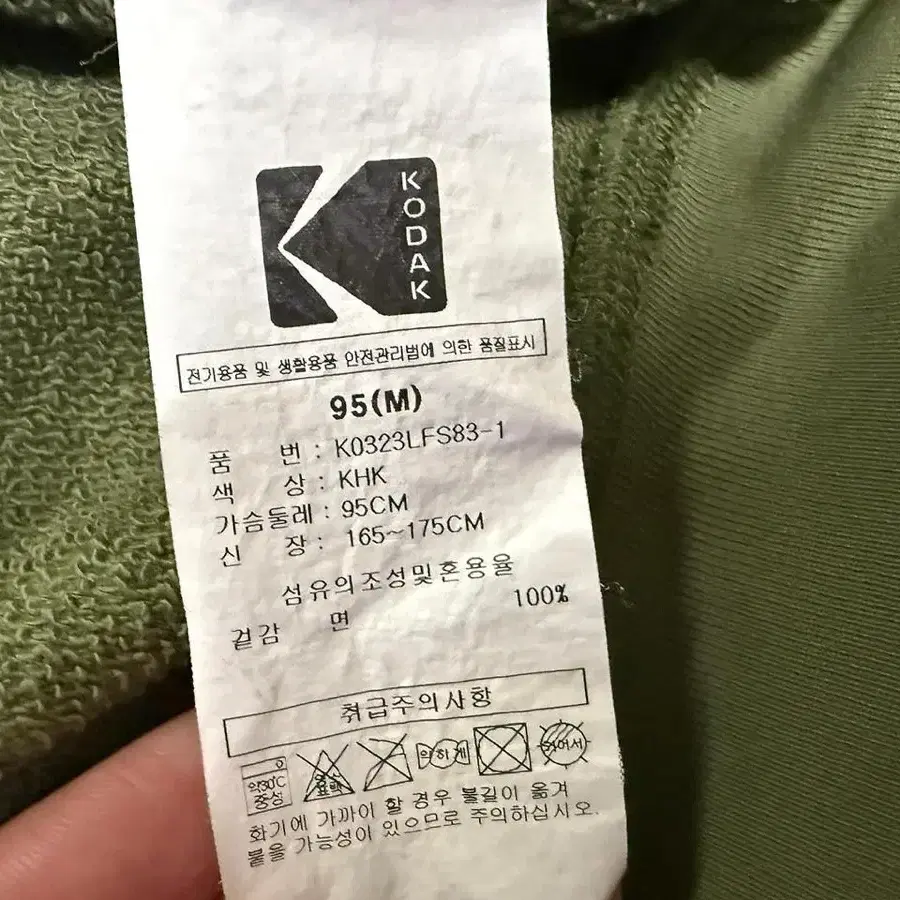 KODAK
전기용품 및 생활용품 안전관리법에 의한 품질표시
95(M)
품 번 : K0323LFS83-1
색 상 : KHK
가슴둘레 : 95CM
신 장 : 165~175CM
섬유의조성및혼용율
겉감 면 100%
취급주의사항
약30℃
중성
약하게
화기에 가까이 할 경우 불길이 옮겨
붙을 가능성이 있으므로 주의하십시오.